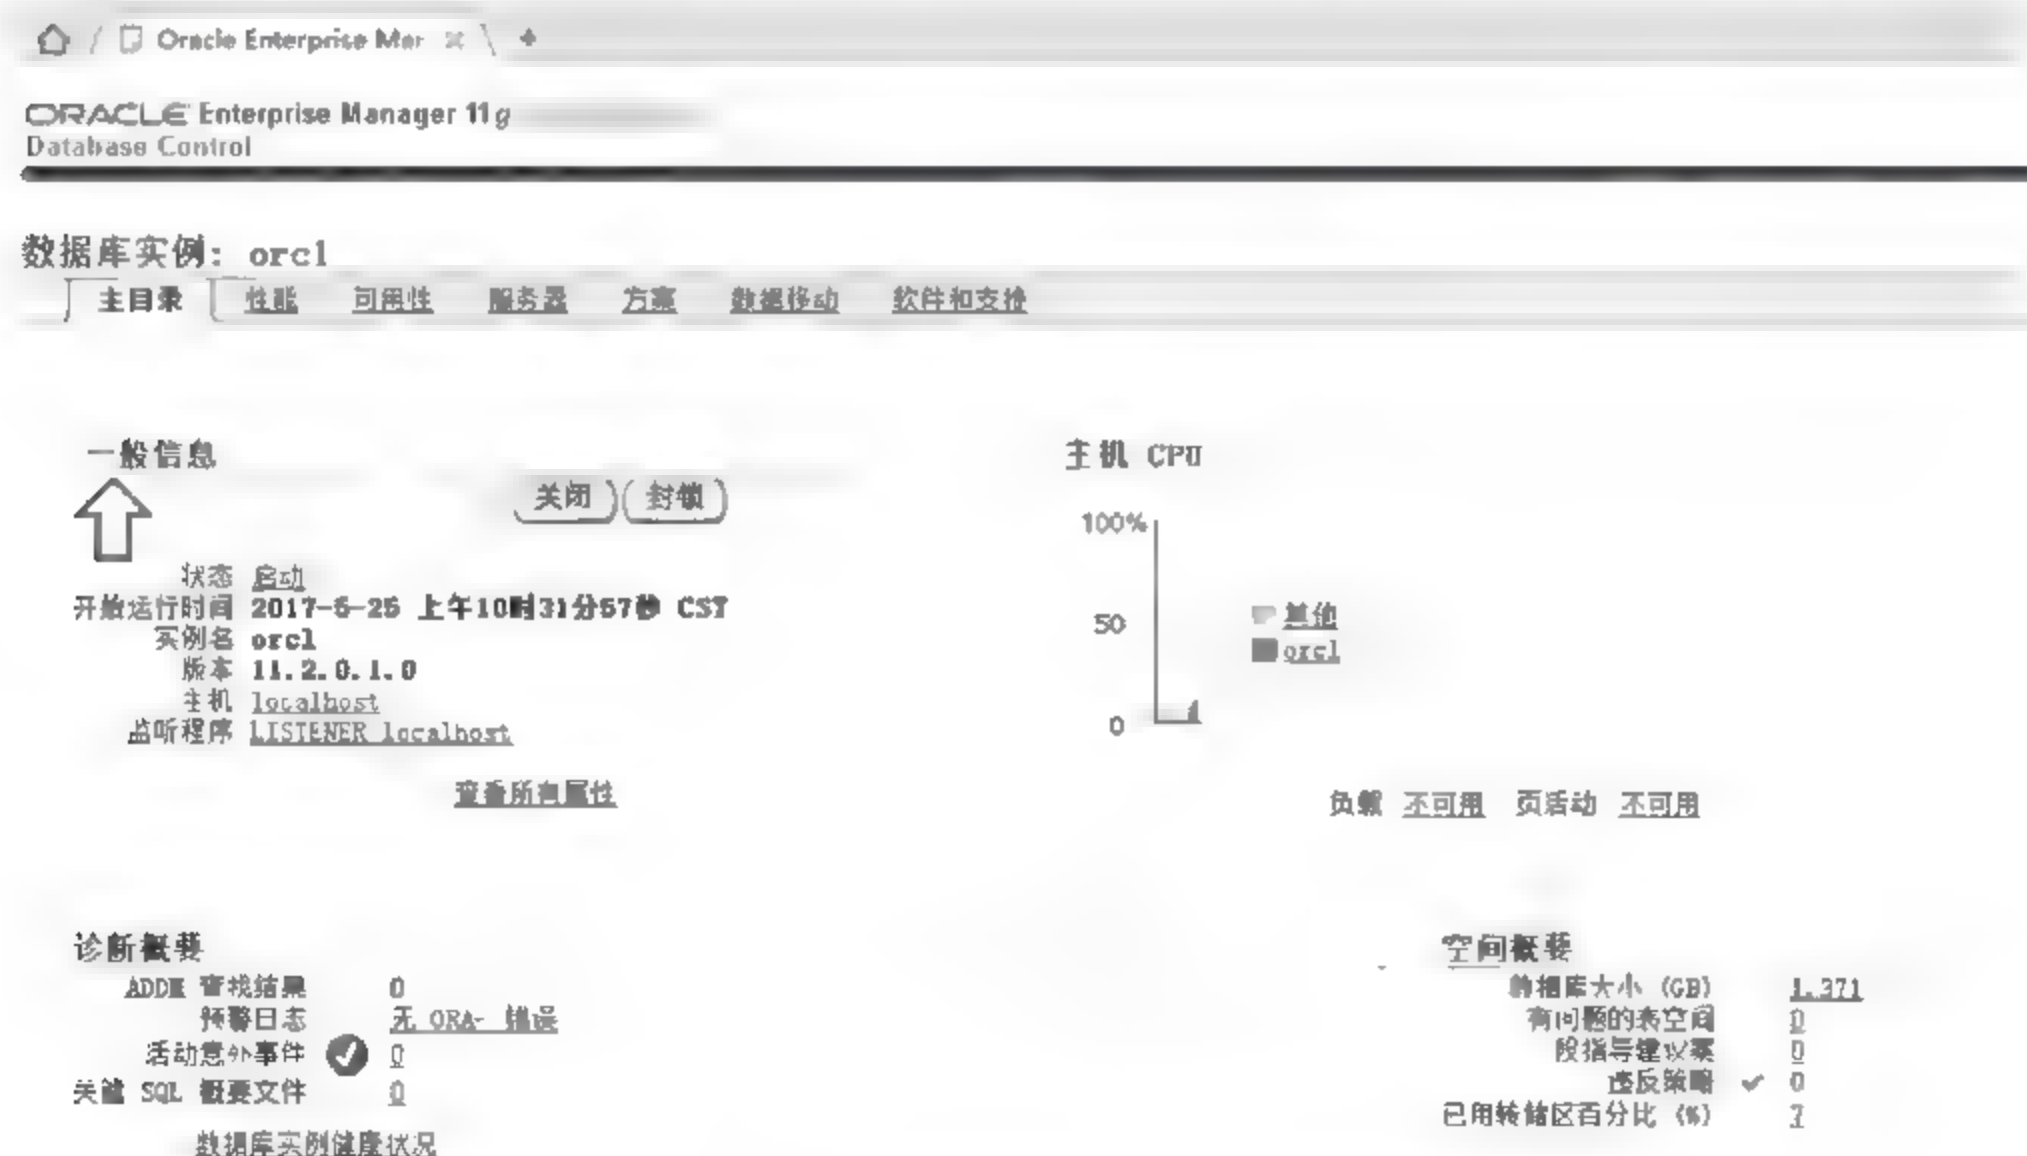 Oracle Enterprise Mar
ORACLE Enterprise Manager 11g
Database Control
数据库实例: orcl
主目录 性能 可用性 服务器 方案 数据移动 软件和支持
一般信息
关闭 封锁
状态 启动
开始运行时间 2017-5-25 上午10时31分57秒 CST
实例名 orcl
版本 11.2.0.1.0
主机 localhost
监听程序 LISTENER_localhost
查看所有属性
主机 CPU
100%
50
0
其他
orcl
负载 不可用 页活动 不可用
诊断概要
ADDM 查找结果 0
预警日志 无 ORA- 错误
活动意外事件 0
关键 SQL 概要文件 0
数据库实例健康状况
空间概要
数据库大小 (GB) 1.371
有问题的表空间 0
段指导建议案 0
违反策略 0
已用转储区百分比 (%)